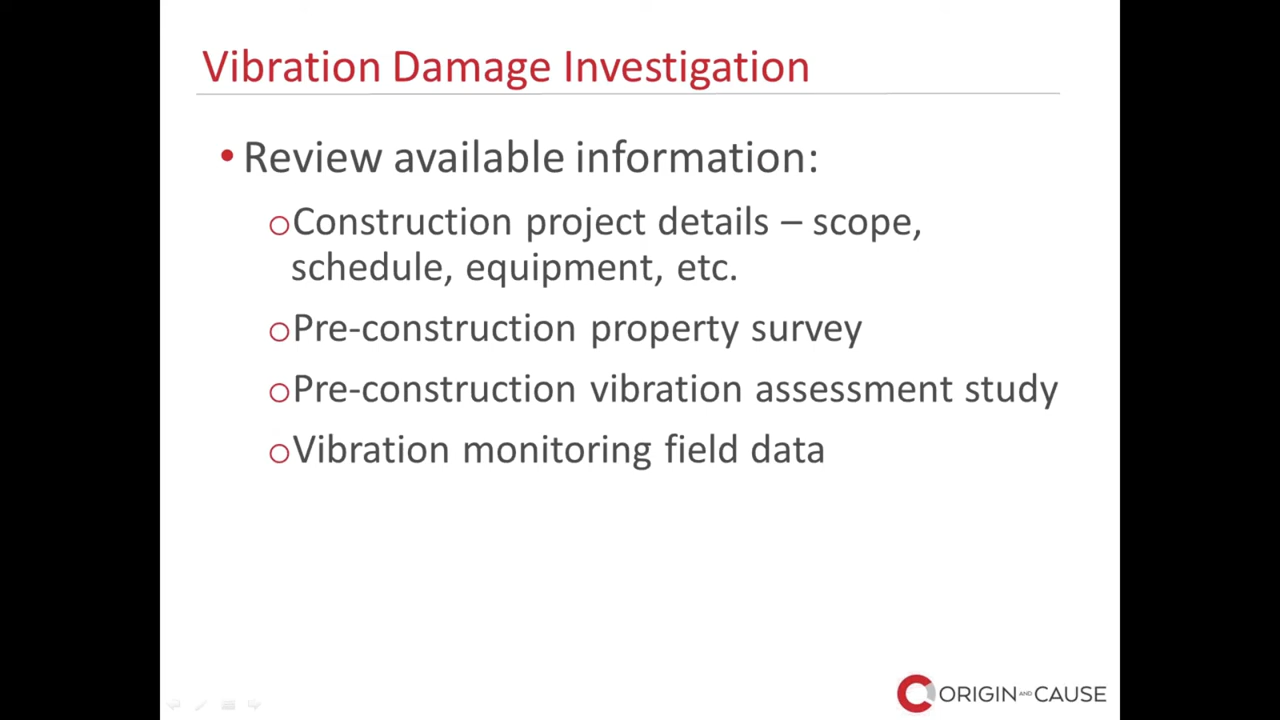 Vibration Damage Investigation
• Review available information:
o Construction project details – scope,
schedule, equipment, etc.
o Pre-construction property survey
o Pre-construction vibration assessment study
o Vibration monitoring field data
ORIGIN AND CAUSE